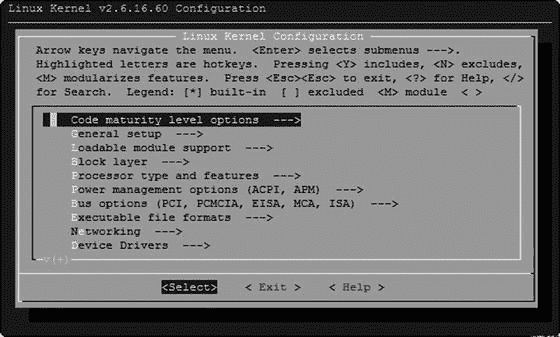 Linux Kernel v2.6.16.60 Configuration
Linux Kernel Configuration
Arrow keys navigate the menu.  <Enter> selects submenus --->.
Highlighted letters are hotkeys.  Pressing <Y> includes, <N> excludes,
<M> modularizes features.  Press <Esc><Esc> to exit, <?> for Help, </>
for Search.  Legend: [*] built-in  [ ] excluded  <M> module  < >
Code maturity level options  --->
General setup  --->
Loadable module support  --->
Block layer  --->
Processor type and features  --->
Power management options (ACPI, APM)  --->
Bus options (PCI, PCMCIA, EISA, MCA, ISA)  --->
Executable file formats  --->
Networking  --->
Device Drivers  --->
v(+)
<Select>    < Exit >    < Help >